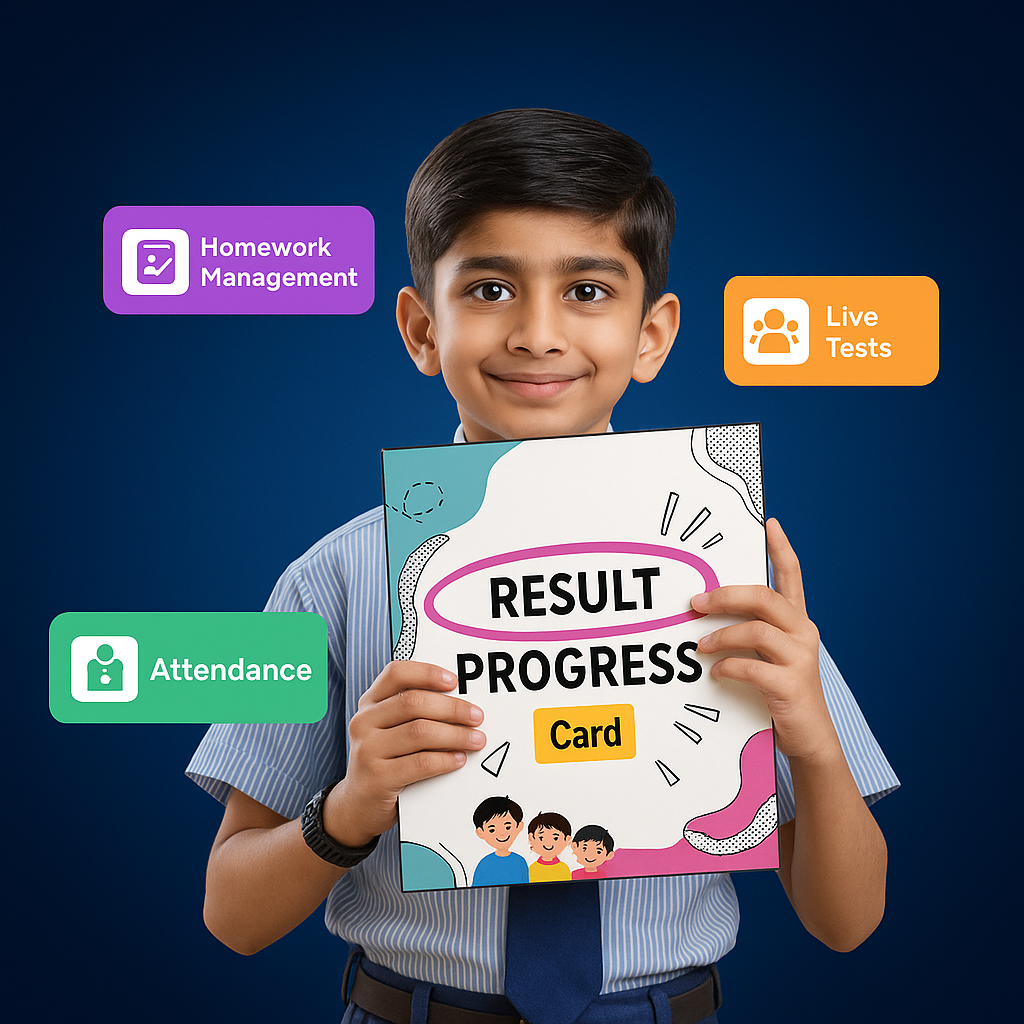 Homework
Management
Live
Tests
Attendance
RESULT
PROGRESS
Card